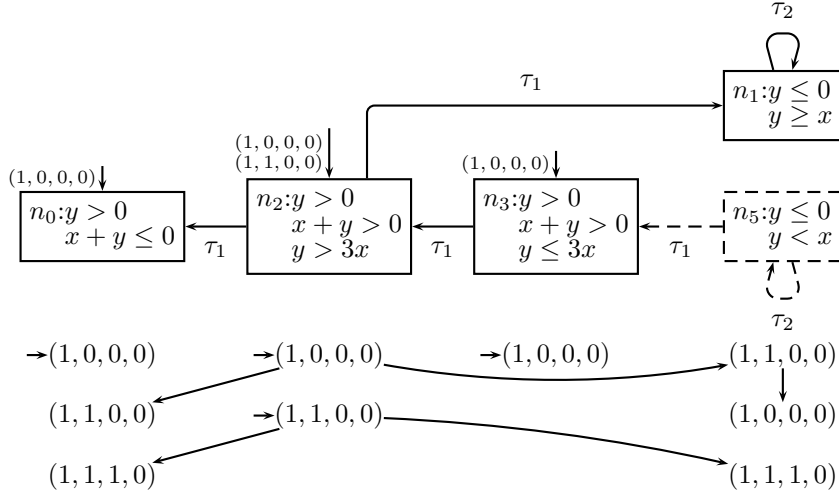 τ₂
τ₁
n₁:y ≤ 0
y ≥ x
(1, 0, 0, 0)
(1, 1, 0, 0)
(1, 0, 0, 0)
(1, 0, 0, 0)
n₀:y > 0
x + y ≤ 0
τ₁
n₂:y > 0
x + y > 0
y > 3x
τ₁
n₃:y > 0
x + y > 0
y ≤ 3x
τ₁
n₅:y ≤ 0
y < x
τ₂
(1, 0, 0, 0) (1, 0, 0, 0) (1, 0, 0, 0) (1, 1, 0, 0)
(1, 1, 0, 0) (1, 1, 0, 0) (1, 0, 0, 0)
(1, 1, 1, 0) (1, 1, 1, 0)